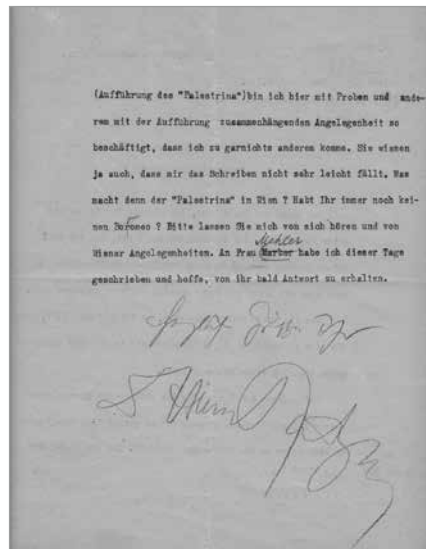 (Aufführung des "Palestrina")bin ich hier mit Proben und ande-
rem mit der Aufführung zusammenhängenden Angelegenheit so
beschäftigt, dass ich zu garnichts anderem komme. Sie wissen
ja auch, dass mir das Schreiben nicht sehr leicht fällt. Was
macht denn der "Palestrina" in Wien ? Habt Ihr immer noch kei-
nen Boromeo ? Bitte lassen Sie mich von sich hören und von
Mahler
Wiener Angelegenheiten. An Frau Marber habe ich dieser Tage
geschrieben und hoffe, von ihr bald Antwort zu erhalten.